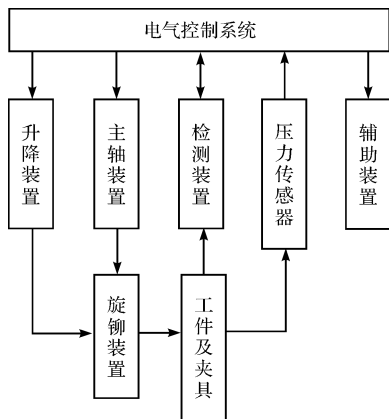 电气控制系统
升降装置
主轴装置
检测装置
压力传感器
辅助装置
旋铆装置
工件及夹具